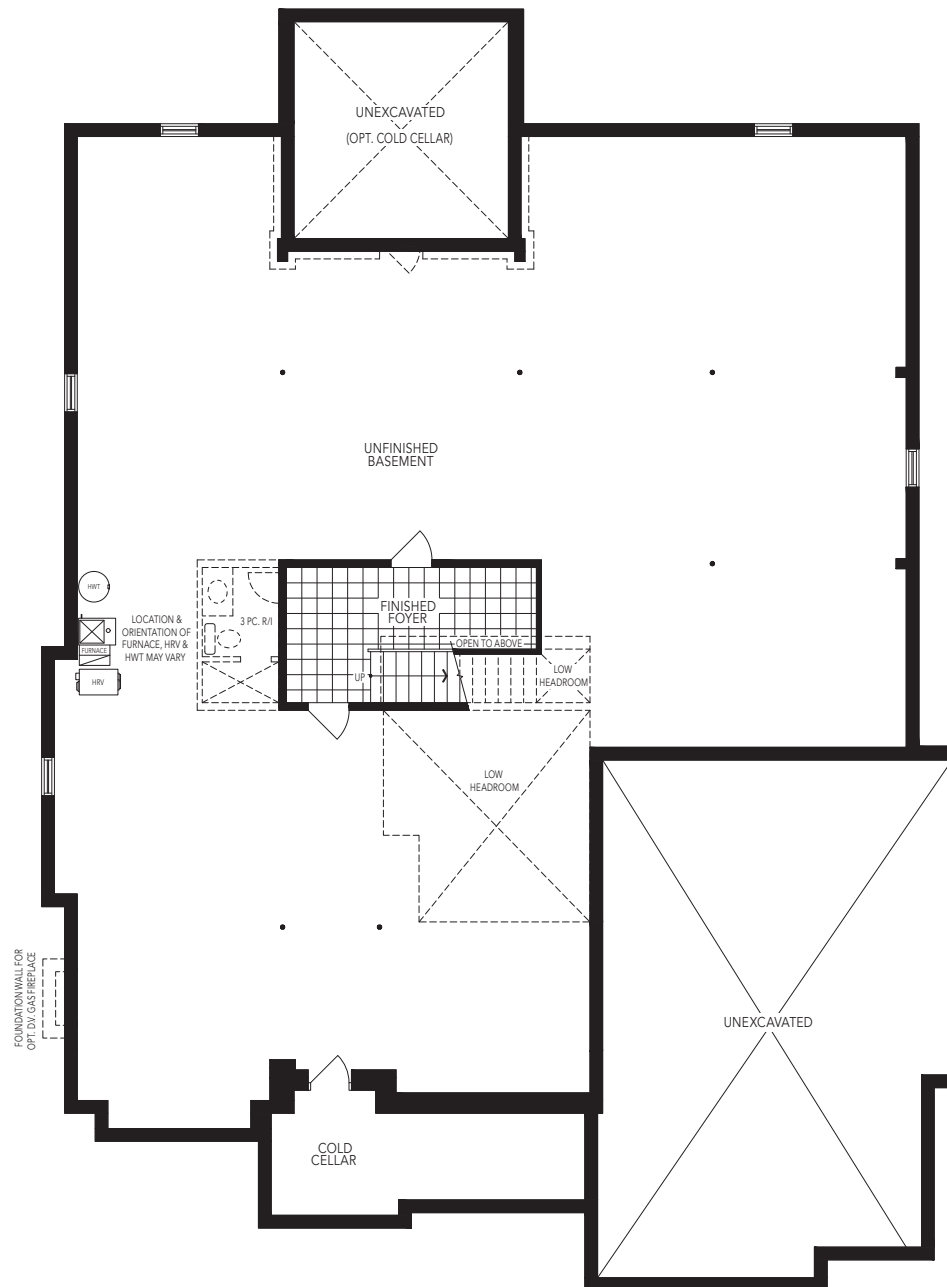 UNEXCAVATED
(OPT. COLD CELLAR)
UNFINISHED
BASEMENT
HWT
LOCATION &
ORIENTATION OF
FURNACE, HRV &
HWT MAY VARY
FURNACE
HRV
3 PC. R/I
FINISHED
FOYER
OPEN TO ABOVE
UP
LOW
HEADROOM
LOW
HEADROOM
FOUNDATION WALL FOR
OPT. D.V. GAS FIREPLACE
UNEXCAVATED
COLD
CELLAR